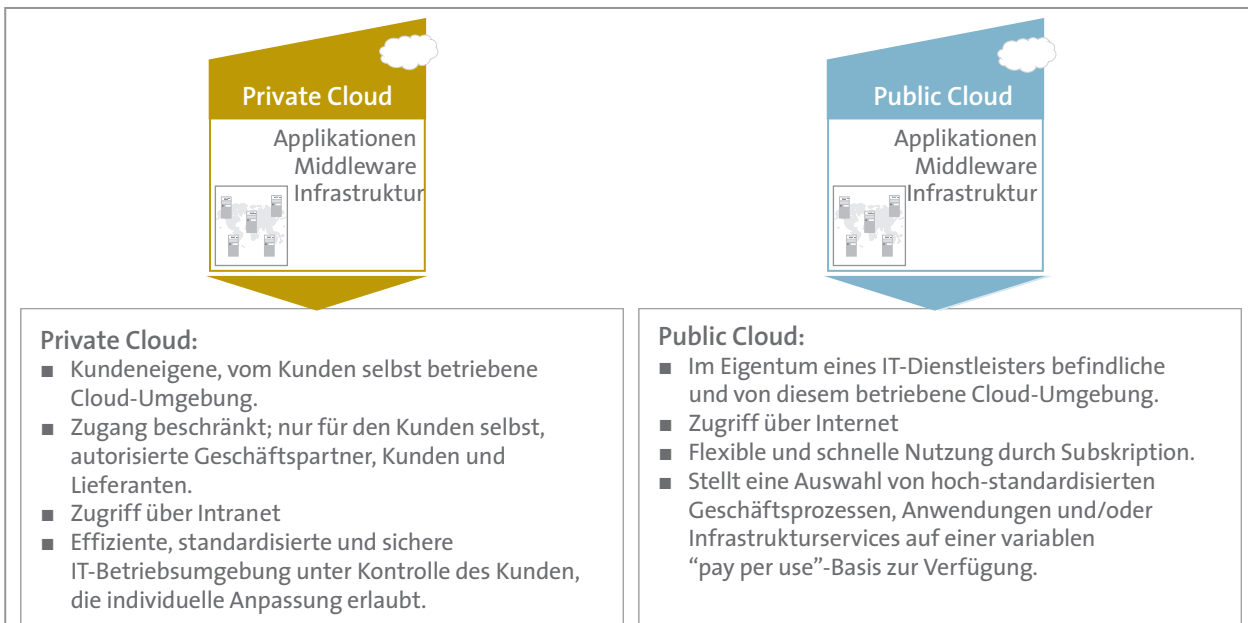 Private Cloud
Applikationen
Middleware
Infrastruktur
Public Cloud
Applikationen
Middleware
Infrastruktur
Private Cloud:
■ Kundeneigene, vom Kunden selbst betriebene
Cloud-Umgebung.
■ Zugang beschränkt; nur für den Kunden selbst,
autorisierte Geschäftspartner, Kunden und
Lieferanten.
■ Zugriff über Intranet
■ Effiziente, standardisierte und sichere
IT-Betriebsumgebung unter Kontrolle des Kunden,
die individuelle Anpassung erlaubt.
Public Cloud:
■ Im Eigentum eines IT-Dienstleisters befindliche
und von diesem betriebene Cloud-Umgebung.
■ Zugriff über Internet
■ Flexible und schnelle Nutzung durch Subskription.
■ Stellt eine Auswahl von hoch-standardisierten
Geschäftsprozessen, Anwendungen und/oder
Infrastrukturservices auf einer variablen
“pay per use”-Basis zur Verfügung.